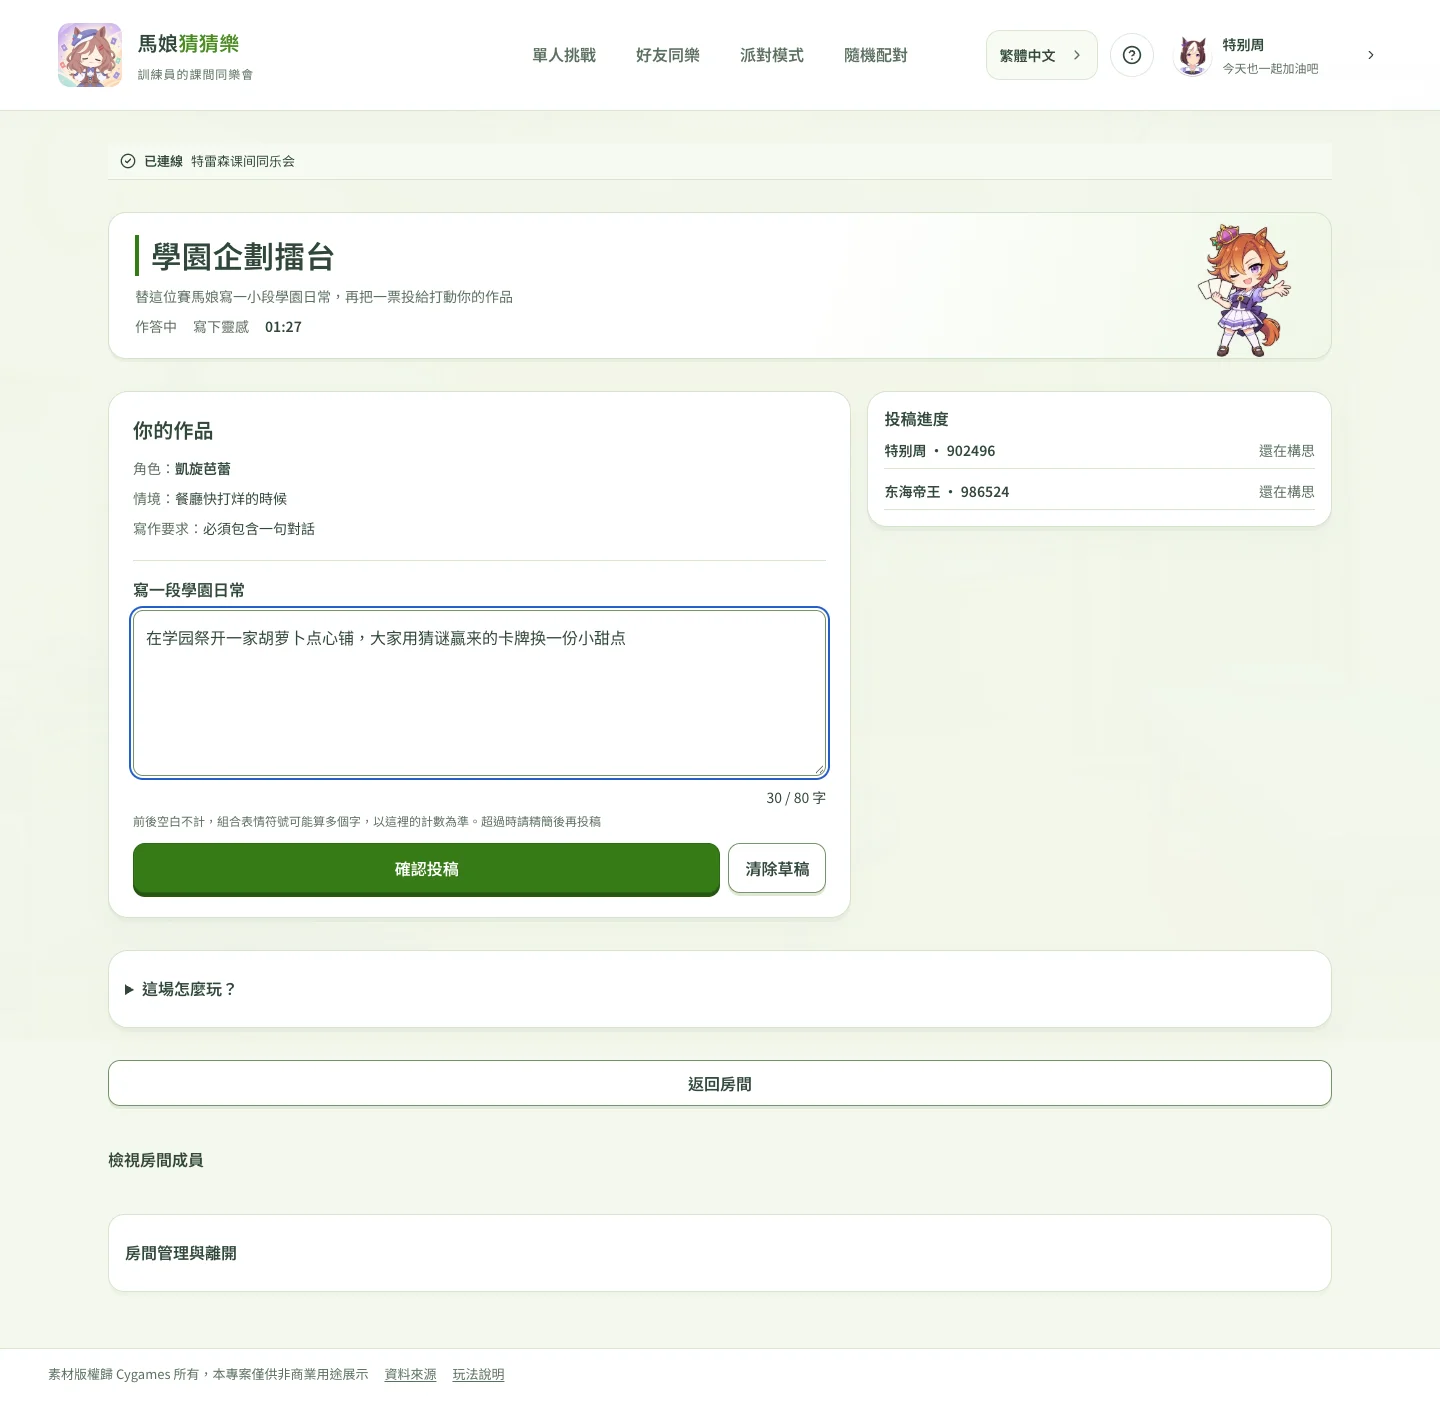 馬娘猜猜樂
訓練員的課間同樂會
單人挑戰
好友同樂
派對模式
隨機配對
繁體中文
特别周
今天也一起加油吧
已連線 特雷森课间同乐会
學園企劃擂台
替這位賽馬娘寫一小段學園日常，再把一票投給打動你的作品
作答中 寫下靈感 01:27
你的作品
角色：凱旋芭蕾
情境：餐廳快打烊的時候
寫作要求：必須包含一句對話
寫一段學園日常
在学园祭开一家胡萝卜点心铺，大家用猜谜赢来的卡牌换一份小甜点
30 / 80 字
前後空白不計，組合表情符號可能算多個字，以這裡的計數為準。超過時請精簡後再投稿
確認投稿
清除草稿
投稿進度
特别周 · 902496 還在構思
东海帝王 · 986524 還在構思
這場怎麼玩？
返回房間
檢視房間成員
房間管理與離開
素材版權歸 Cygames 所有，本專案僅供非商業用途展示 資料來源 玩法說明